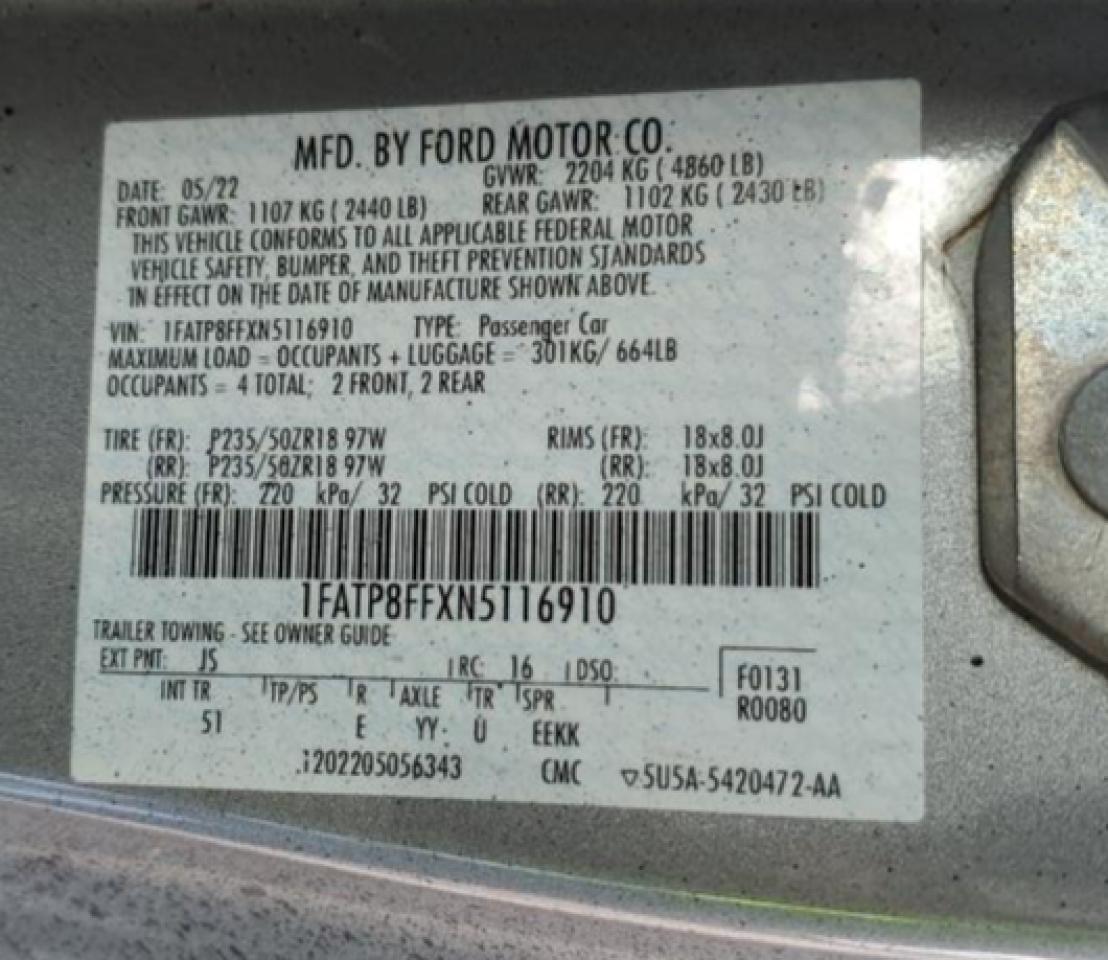 MFD. BY FORD MOTOR CO.
DATE: 05/22 GVWR: 2204 KG ( 4860 LB)
FRONT GAWR: 1107 KG ( 2440 LB) REAR GAWR: 1102 KG ( 2430 LB)
THIS VEHICLE CONFORMS TO ALL APPLICABLE FEDERAL MOTOR
VEHICLE SAFETY, BUMPER, AND THEFT PREVENTION STANDARDS
IN EFFECT ON THE DATE OF MANUFACTURE SHOWN ABOVE.
VIN: 1FATP8FFXN5116910 TYPE: Passenger Car
MAXIMUM LOAD = OCCUPANTS + LUGGAGE = 301KG/ 664LB
OCCUPANTS = 4 TOTAL; 2 FRONT, 2 REAR
TIRE (FR): P235/50ZR18 97W RIMS (FR): 18x8.0J
(RR): P235/50ZR18 97W (RR): 18x8.0J
PRESSURE (FR): 220 kPa/ 32 PSI COLD (RR): 220 kPa/ 32 PSI COLD
1FATP8FFXN5116910
TRAILER TOWING - SEE OWNER GUIDE
EXT PNT: JS RC: 16 DSO: F0131
INT TR TP/PS R AXLE TR SPR R0080
51 E YY U EEKK
1202205056343 CMC ▽5U5A-5420472-AA